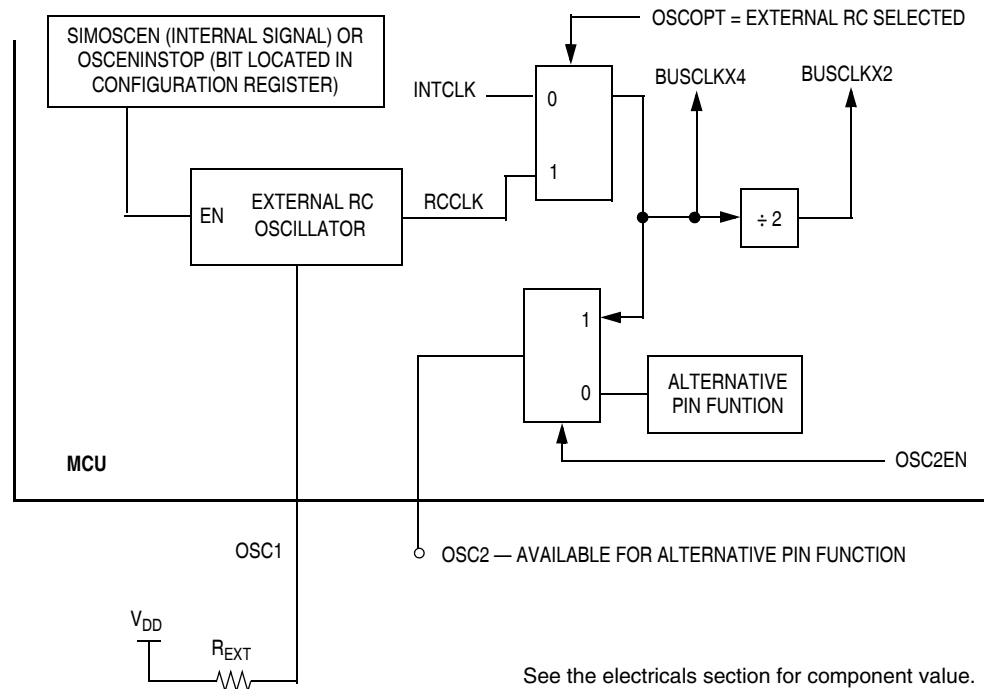 OSCOPT = EXTERNAL RC SELECTED
SIMOSCEN (INTERNAL SIGNAL) OR
OSCENINSTOP (BIT LOCATED IN
CONFIGURATION REGISTER)
BUSCLKX4
BUSCLKX2
INTCLK
0
1
EN
EXTERNAL RC
OSCILLATOR
RCCLK
÷ 2
1
0
ALTERNATIVE
PIN FUNTION
MCU
OSC2EN
OSC1
OSC2 — AVAILABLE FOR ALTERNATIVE PIN FUNCTION
VDD
REXT
See the electricals section for component value.